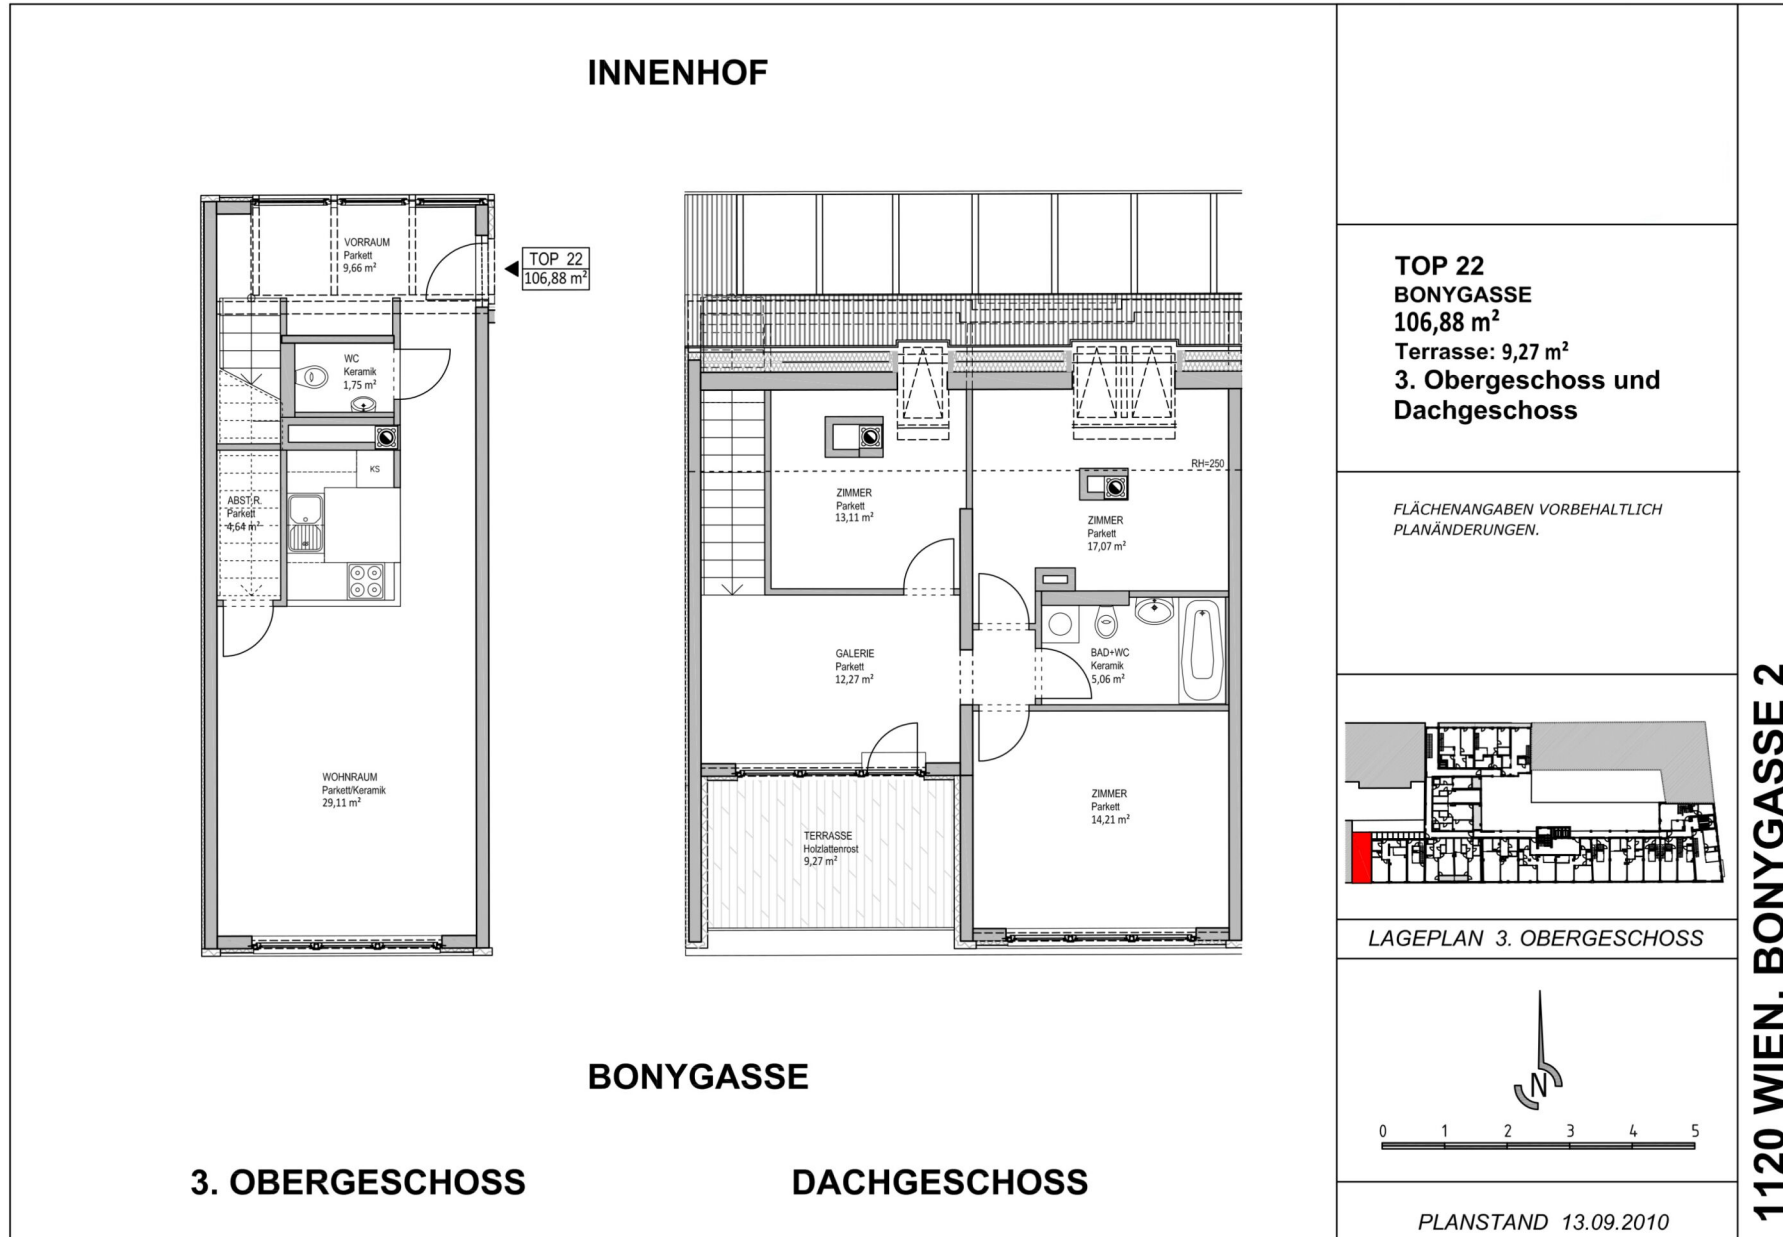 INNENHOF
VORRAUM
Parkett
9,66 m²
TOP 22
106,88 m²
WC
Keramik
1,75 m²
KS
ABST.R.
Parkett
4,64 m²
WOHNRAUM
Parkett/Keramik
29,11 m²
ZIMMER
Parkett
13,11 m²
RH=250
ZIMMER
Parkett
17,07 m²
GALERIE
Parkett
12,27 m²
BAD+WC
Keramik
5,06 m²
TERRASSE
Holzlattenrost
9,27 m²
ZIMMER
Parkett
14,21 m²
BONYGASSE
3. OBERGESCHOSS
DACHGESCHOSS
TOP 22
BONYGASSE
106,88 m²
Terrasse: 9,27 m²
3. Obergeschoss und
Dachgeschoss
FLÄCHENANGABEN VORBEHALTLICH
PLANÄNDERUNGEN.
LAGEPLAN 3. OBERGESCHOSS
N
0 1 2 3 4 5
PLANSTAND 13.09.2010
1120 WIEN, BONYGASSE 2